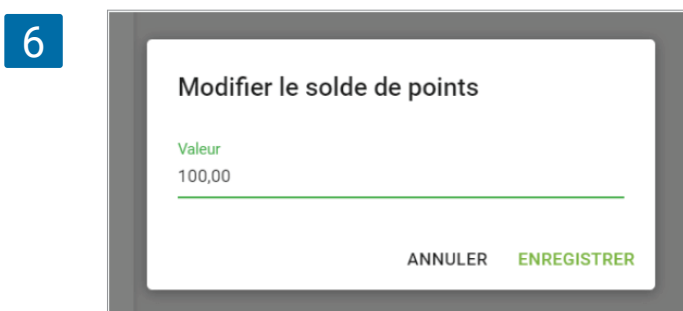 6
Modifier le solde de points
Valeur
100,00
ANNULER ENREGISTRER